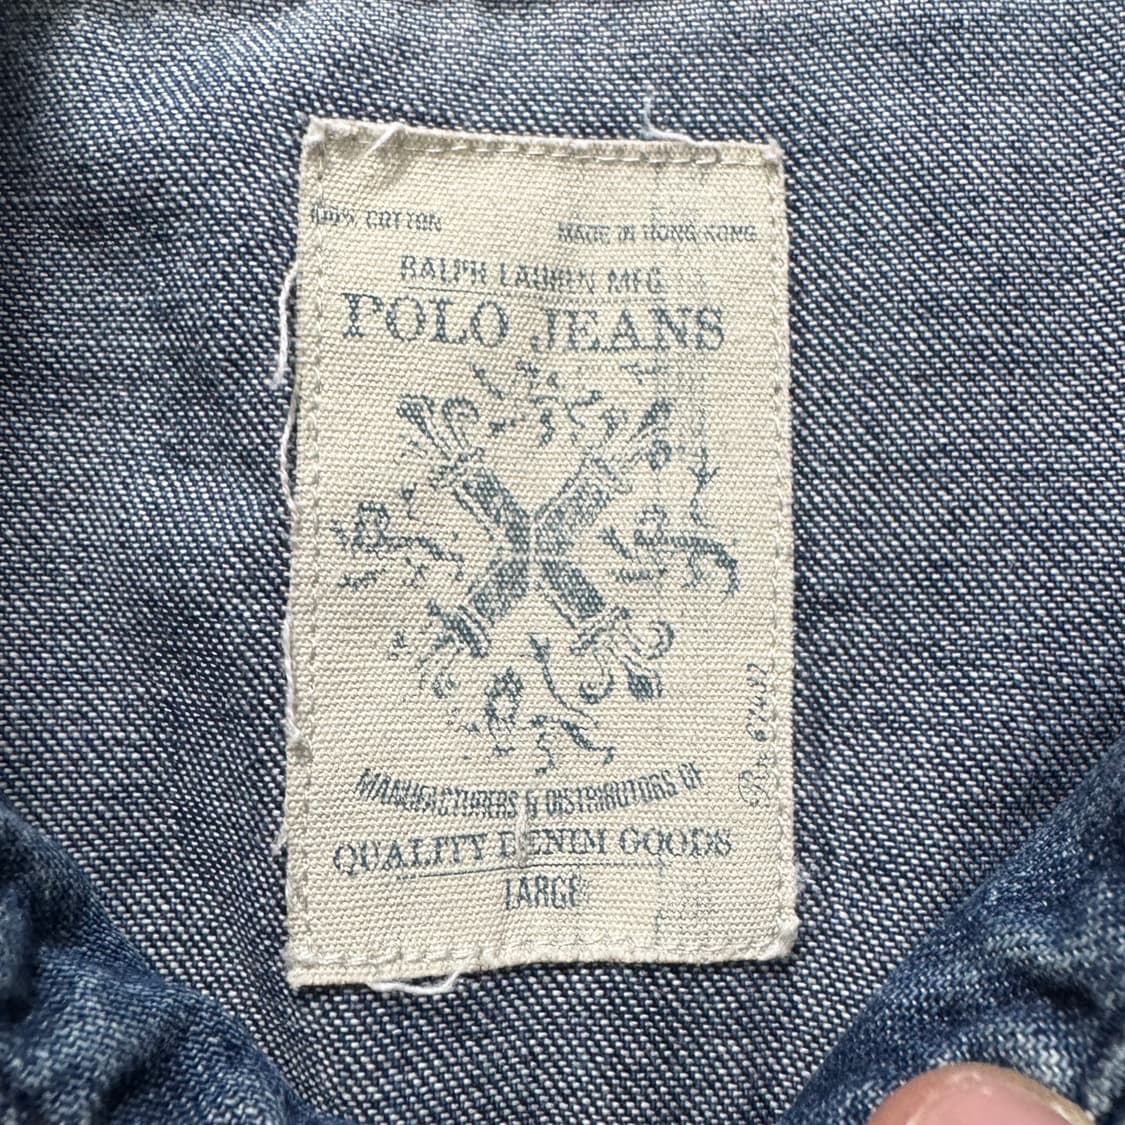 100% COTTON
MADE IN HONG KONG
RALPH LAUREN MFG
POLO JEANS
MANUFACTURERS & DISTRIBUTORS OF
QUALITY DENIM GOODS
LARGE